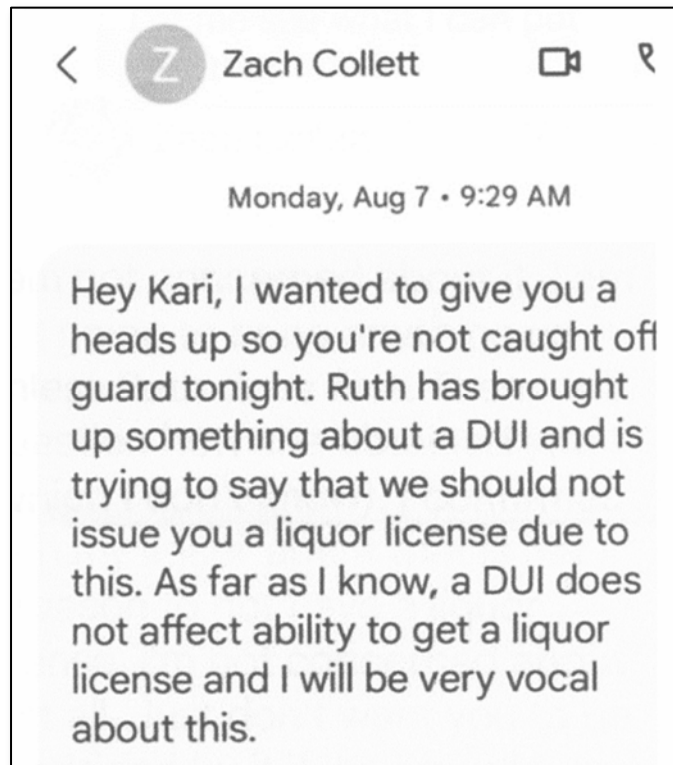 Z Zach Collett
Monday, Aug 7 • 9:29 AM
Hey Kari, I wanted to give you a
heads up so you're not caught off
guard tonight. Ruth has brought
up something about a DUI and is
trying to say that we should not
issue you a liquor license due to
this. As far as I know, a DUI does
not affect ability to get a liquor
license and I will be very vocal
about this.